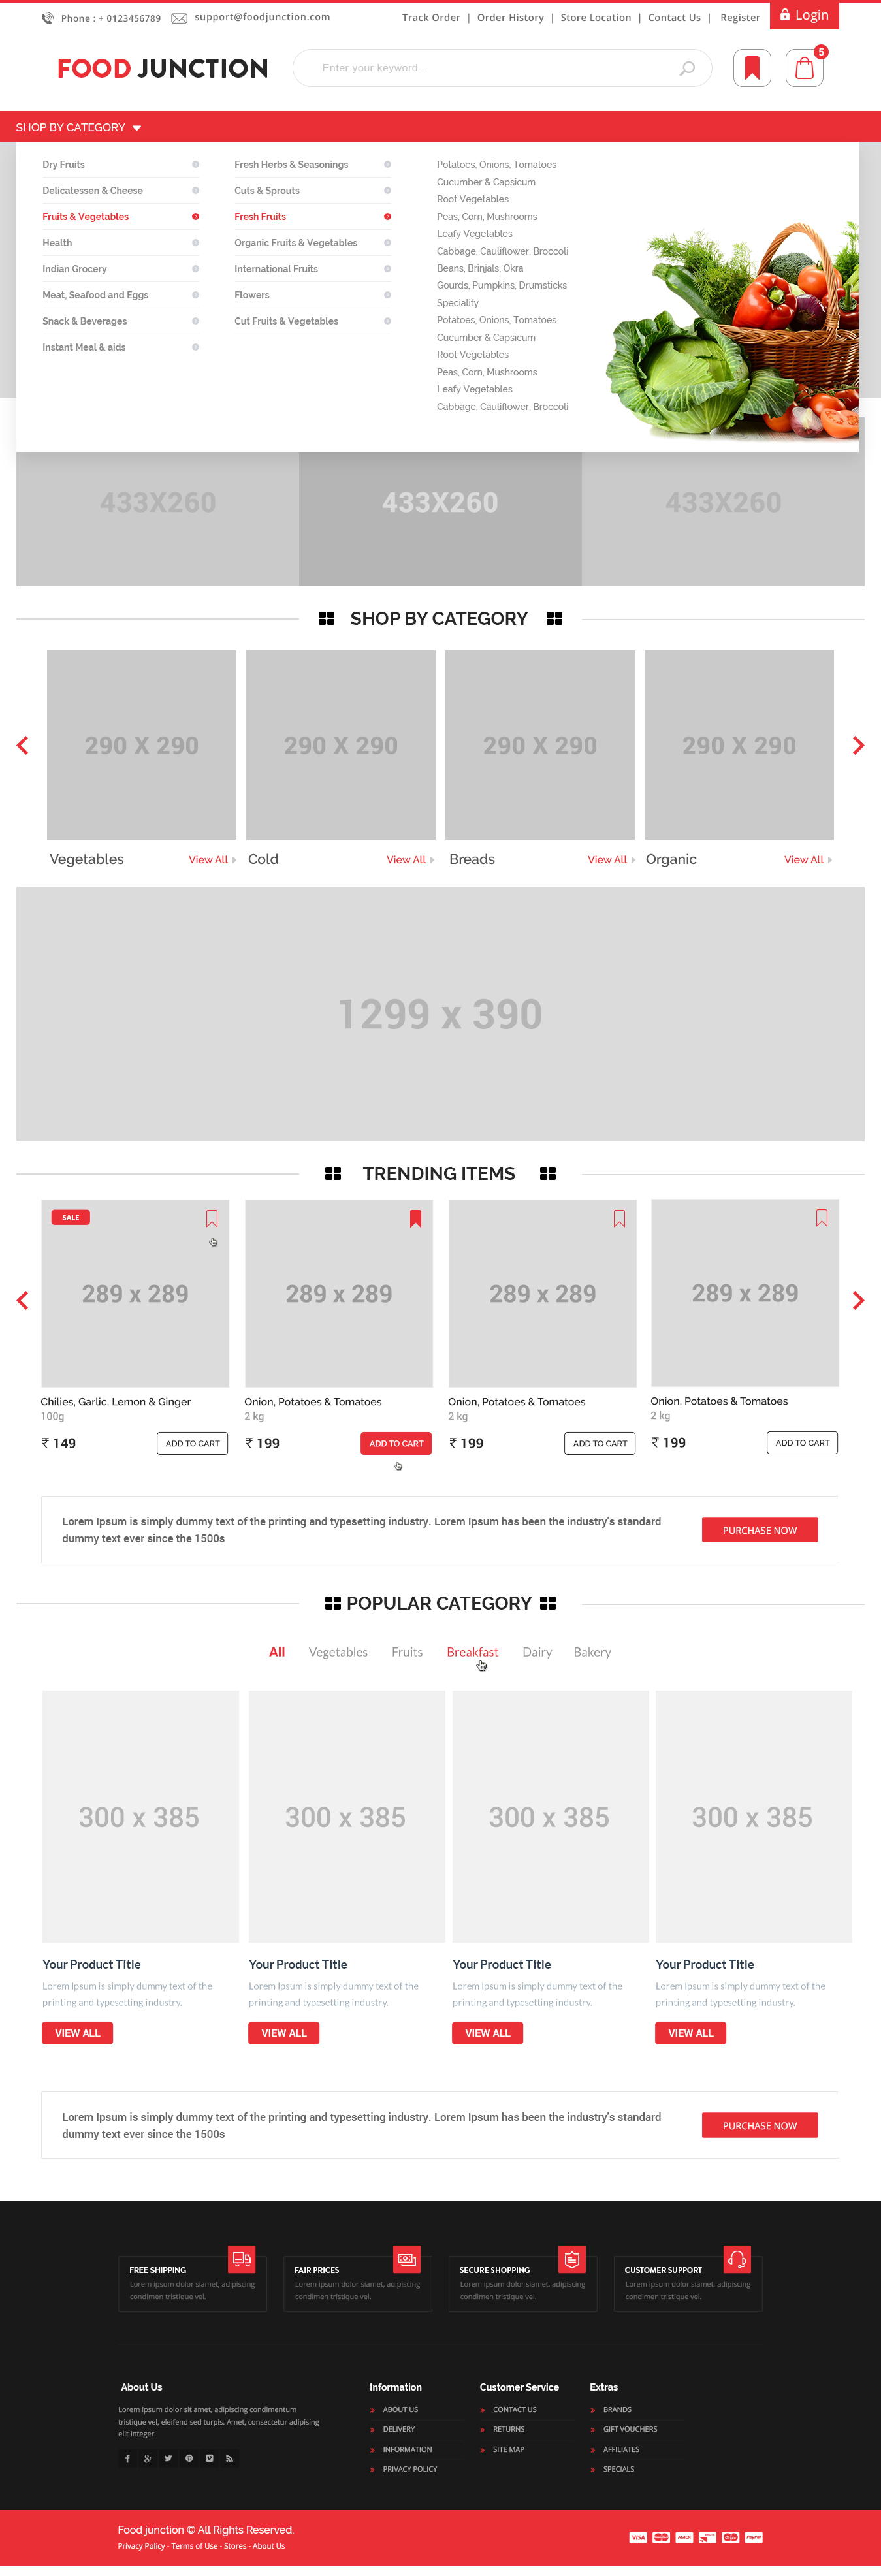 Phone : + 0123456789 support@foodjunction.com Track Order | Order History | Store Location | Contact Us | Register Login
FOOD JUNCTION Enter your keyword... 5
SHOP BY CATEGORY
Dry Fruits
Delicatessen & Cheese
Fruits & Vegetables
Health
Indian Grocery
Meat, Seafood and Eggs
Snack & Beverages
Instant Meal & aids
Fresh Herbs & Seasonings
Cuts & Sprouts
Fresh Fruits
Organic Fruits & Vegetables
International Fruits
Flowers
Cut Fruits & Vegetables
Potatoes, Onions, Tomatoes
Cucumber & Capsicum
Root Vegetables
Peas, Corn, Mushrooms
Leafy Vegetables
Cabbage, Cauliflower, Broccoli
Beans, Brinjals, Okra
Gourds, Pumpkins, Drumsticks
Speciality
Potatoes, Onions, Tomatoes
Cucumber & Capsicum
Root Vegetables
Peas, Corn, Mushrooms
Leafy Vegetables
Cabbage, Cauliflower, Broccoli
433X260 433X260 433X260
SHOP BY CATEGORY
290 X 290 290 X 290 290 X 290 290 X 290
Vegetables View All Cold View All Breads View All Organic View All
1299 x 390
TRENDING ITEMS
SALE
289 x 289 289 x 289 289 x 289 289 x 289
Chilies, Garlic, Lemon & Ginger
100g
₹ 149 ADD TO CART
Onion, Potatoes & Tomatoes
2 kg
₹ 199 ADD TO CART
Onion, Potatoes & Tomatoes
2 kg
₹ 199 ADD TO CART
Onion, Potatoes & Tomatoes
2 kg
₹ 199 ADD TO CART
Lorem Ipsum is simply dummy text of the printing and typesetting industry. Lorem Ipsum has been the industry's standard
dummy text ever since the 1500s
PURCHASE NOW
POPULAR CATEGORY
All Vegetables Fruits Breakfast Dairy Bakery
300 x 385 300 x 385 300 x 385 300 x 385
Your Product Title
Lorem Ipsum is simply dummy text of the
printing and typesetting industry.
VIEW ALL
Your Product Title
Lorem Ipsum is simply dummy text of the
printing and typesetting industry.
VIEW ALL
Your Product Title
Lorem Ipsum is simply dummy text of the
printing and typesetting industry.
VIEW ALL
Your Product Title
Lorem Ipsum is simply dummy text of the
printing and typesetting industry.
VIEW ALL
Lorem Ipsum is simply dummy text of the printing and typesetting industry. Lorem Ipsum has been the industry's standard
dummy text ever since the 1500s
PURCHASE NOW
FREE SHIPPING
Lorem ipsum dolor siamet, adipiscing
condimen tristique vel.
FAIR PRICES
Lorem ipsum dolor siamet, adipiscing
condimen tristique vel.
SECURE SHOPPING
Lorem ipsum dolor siamet, adipiscing
condimen tristique vel.
CUSTOMER SUPPORT
Lorem ipsum dolor siamet, adipiscing
condimen tristique vel.
About Us
Lorem ipsum dolor sit amet, adipiscing condimentum
tristique vel, eleifend sed turpis. Amet, consectetur adipising
elit Integer.
Information
ABOUT US
DELIVERY
INFORMATION
PRIVACY POLICY
Customer Service
CONTACT US
RETURNS
SITE MAP
Extras
BRANDS
GIFT VOUCHERS
AFFILIATES
SPECIALS
Food junction © All Rights Reserved.
Privacy Policy - Terms of Use - Stores - About Us
VISA PayPal